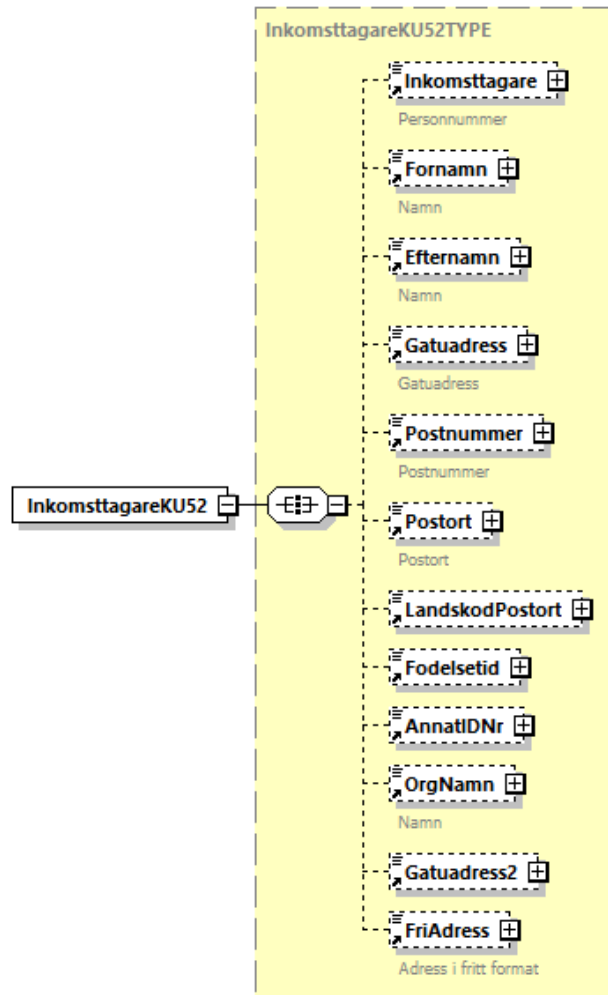 InkomsttagareKU52TYPE
Inkomsttagare
Personnummer
Fornamn
Namn
Efternamn
Namn
Gatuadress
Gatuadress
Postnummer
Postnummer
InkomsttagareKU52
Postort
Postort
LandskodPostort
Fodelsetid
AnnatIDNr
OrgNamn
Namn
Gatuadress2
FriAdress
Adress i fritt format